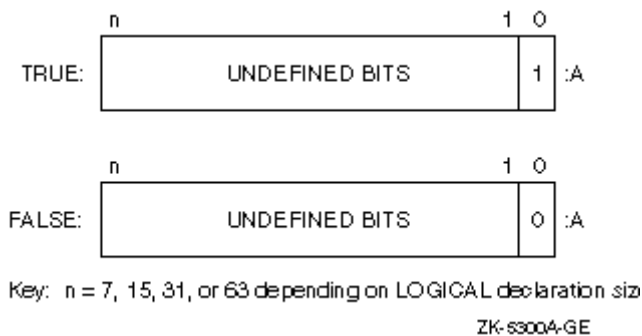 n 1 0
TRUE: UNDEFINED BITS 1 :A
n 1 0
FALSE: UNDEFINED BITS 0 :A
Key: n = 7, 15, 31, or 63 depending on LOGICAL declaration siz
ZK-5300A-GE